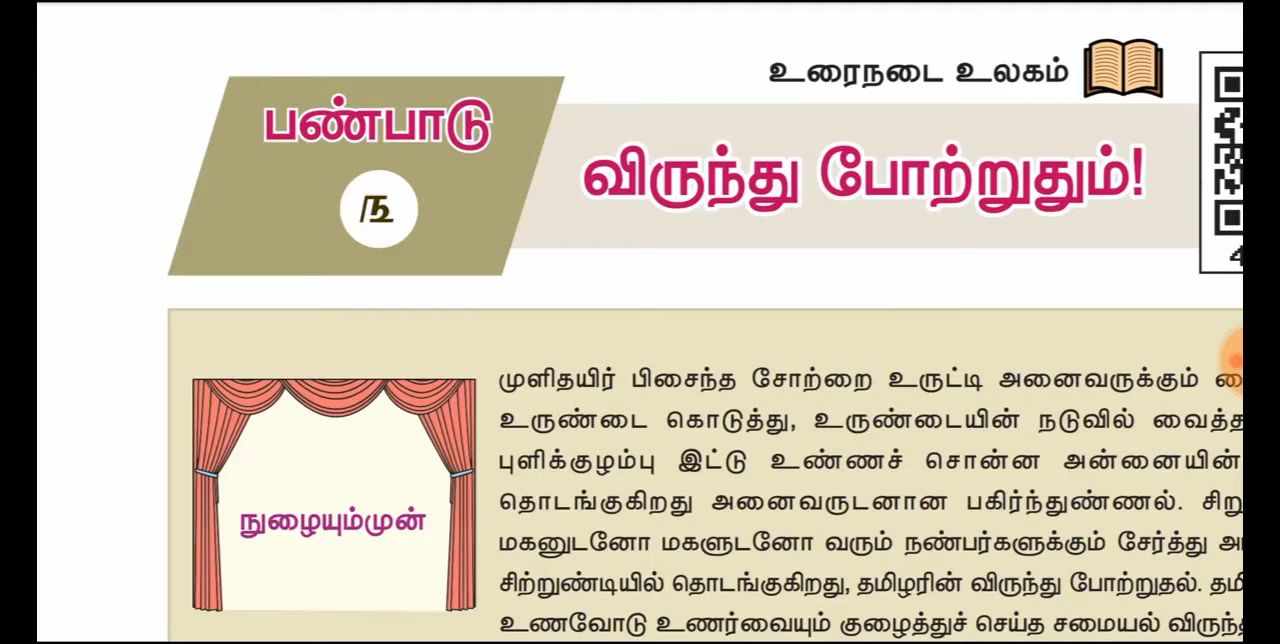 உரைநடை உலகம்
பண்பாடு
௩
விருந்து போற்றுதும்!
நுழையும்முன்
முளிதயிர் பிசைந்த சோற்றை உருட்டி அனைவருக்கும்
உருண்டை கொடுத்து, உருண்டையின் நடுவில்
புளிக்குழம்பு இட்டு உண்ணச் சொன்ன அன்னையின்
தொடங்குகிறது அனைவருடனான பகிர்ந்துண்ணல்.
மகனுடனோ மகளுடனோ வரும் நண்பர்களுக்கும் சேர்த்து
சிற்றுண்டியில் தொடங்குகிறது, தமிழரின் விருந்து போற்றுதல்.
உணவோடு உணர்வையும் குழைத்துச் செய்த சமையல்